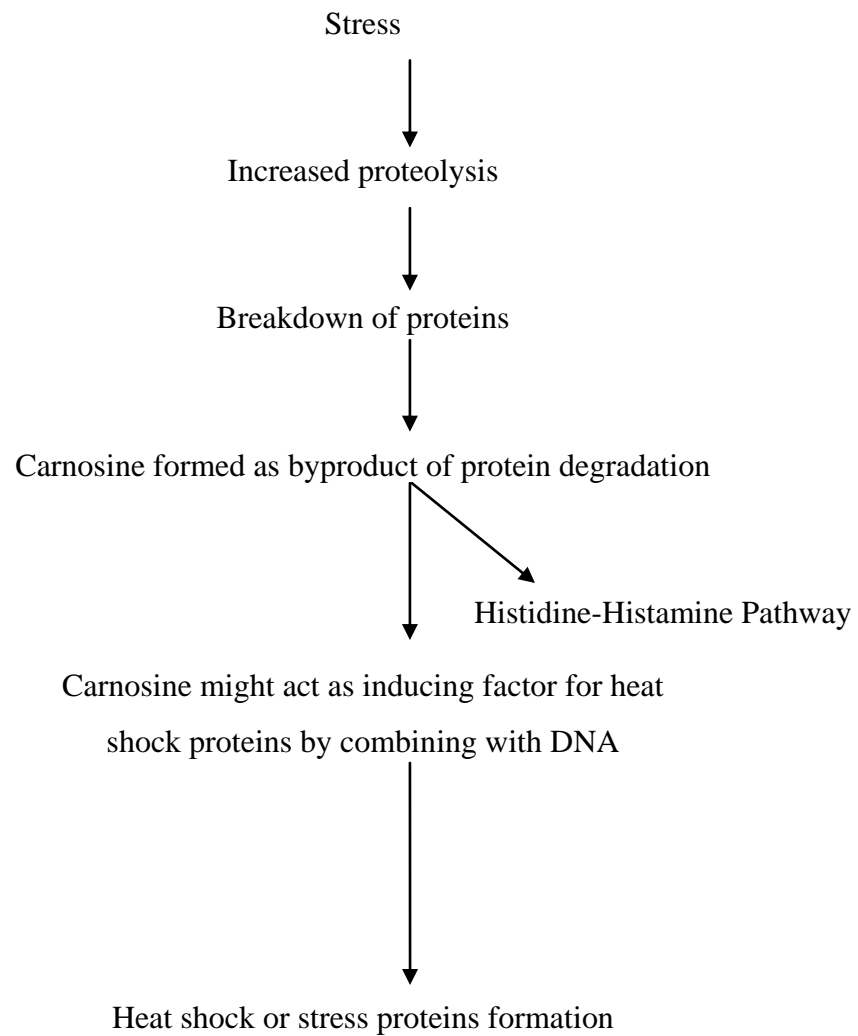 Stress
Increased proteolysis
Breakdown of proteins
Carnosine formed as byproduct of protein degradation
Histidine-Histamine Pathway
Carnosine might act as inducing factor for heat
shock proteins by combining with DNA
Heat shock or stress proteins formation